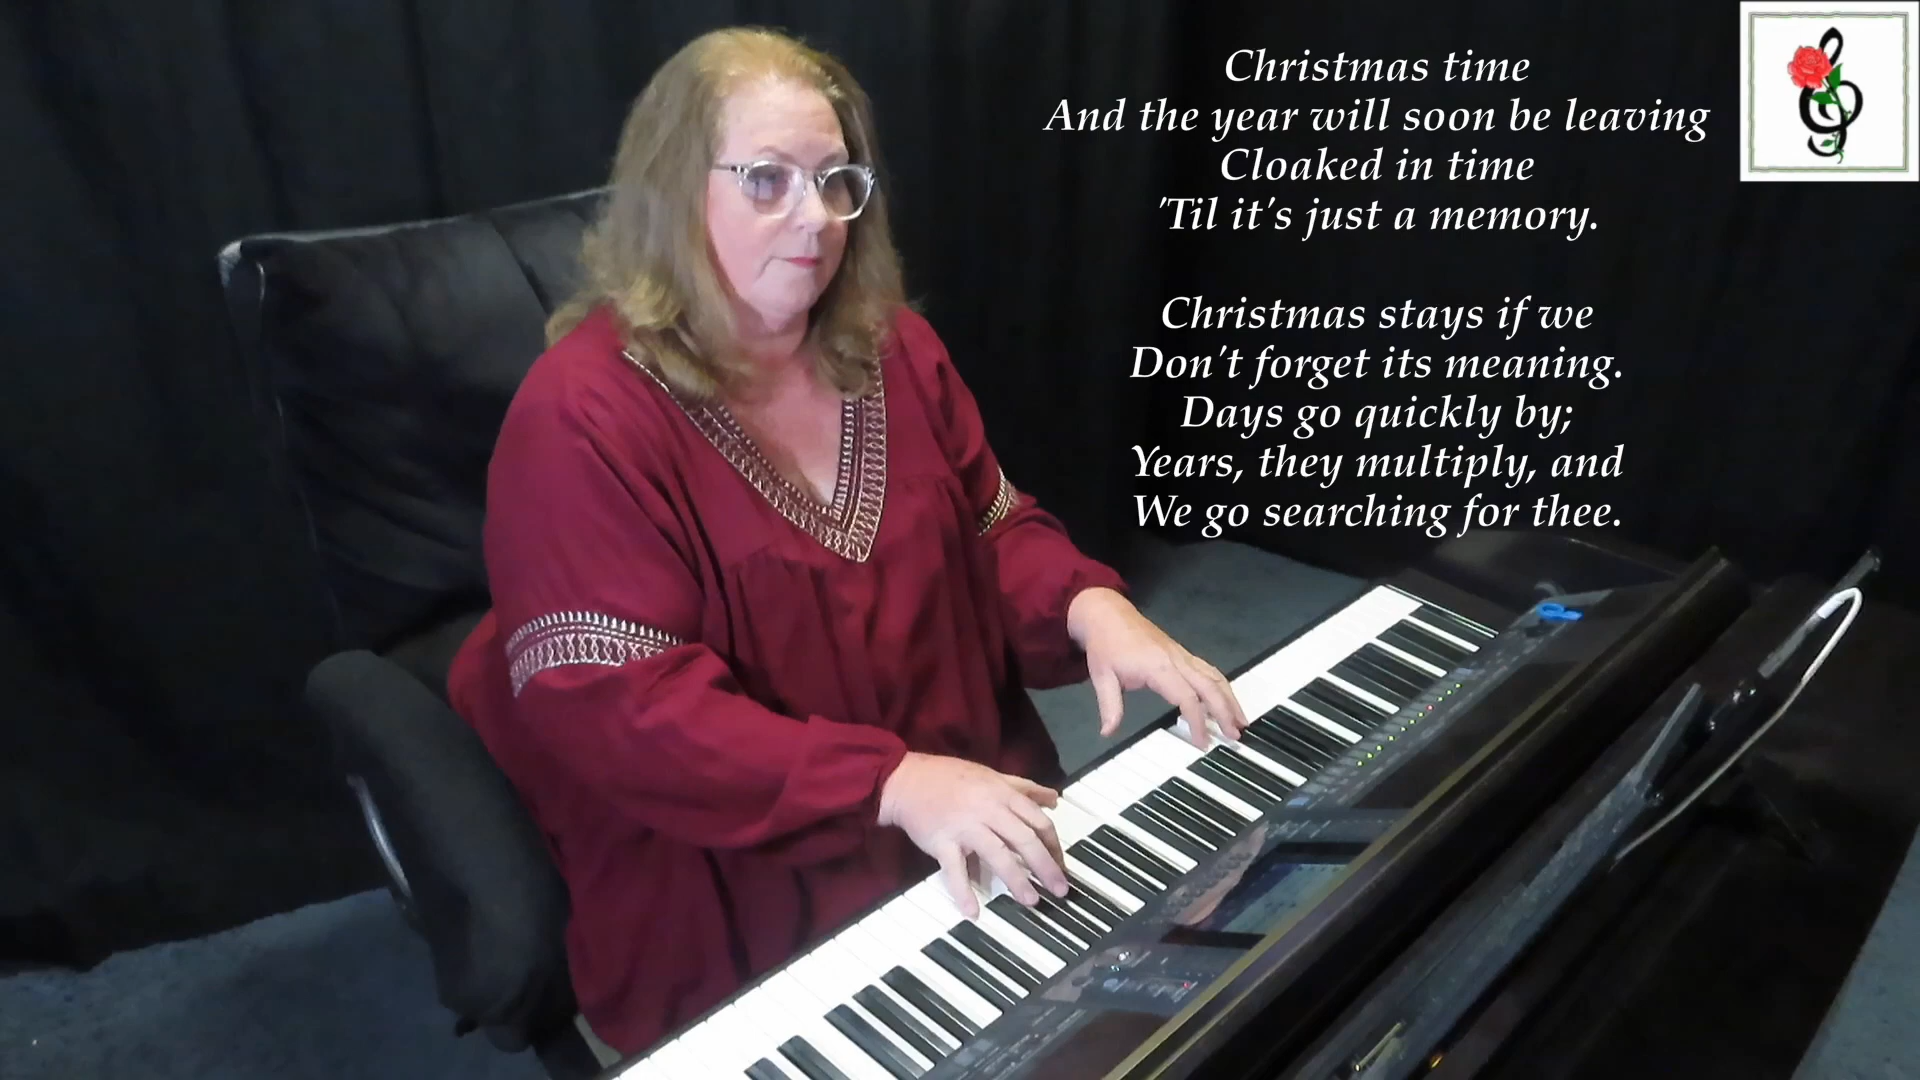 Christmas time
And the year will soon be leaving
Cloaked in time
'Til it's just a memory.
Christmas stays if we
Don't forget its meaning.
Days go quickly by;
Years, they multiply, and
We go searching for thee.